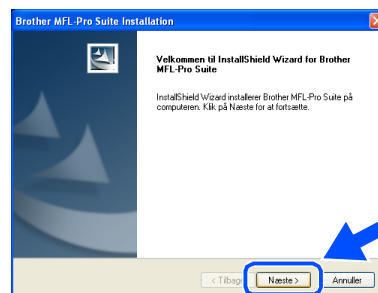 Brother MFL-Pro Suite Installation
Velkommen til InstallShield Wizard for Brother
MFL-Pro Suite
InstallShield Wizard installerer Brother MFL-Pro Suite på
computeren. Klik på Næste for at fortsætte.
< Tilbage Næste > Annuller